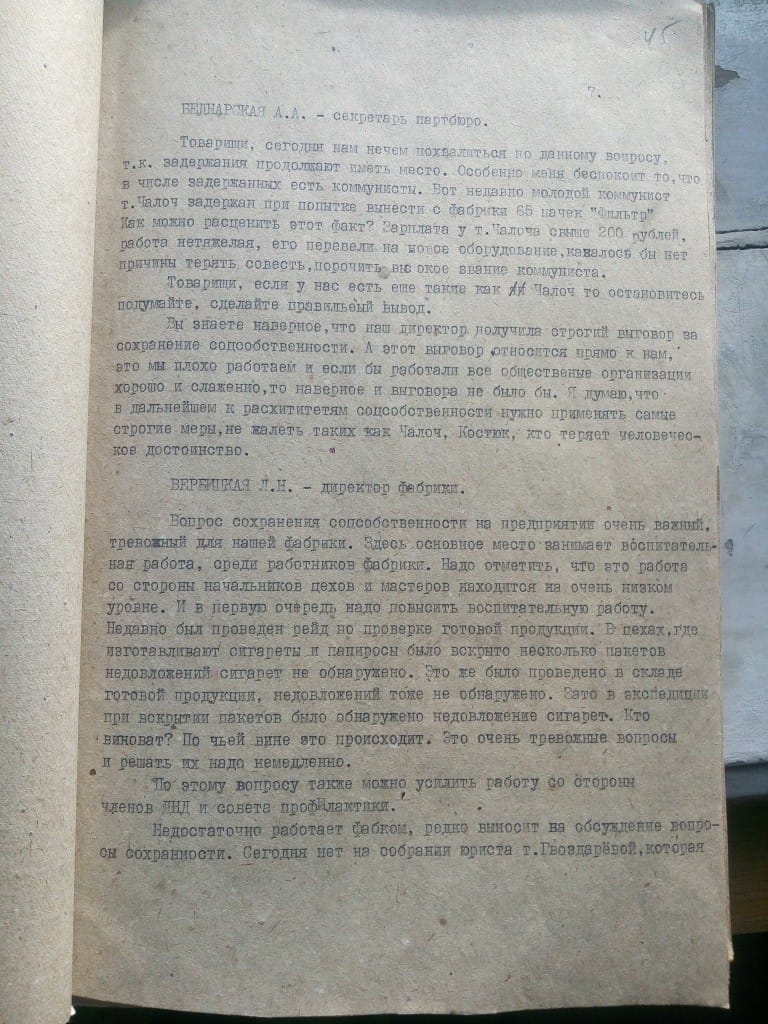 45
7.
БЕДНАРСКАЯ А.А. – секретарь партбюро.
Товарищи, сегодня нам нечем похвалиться по данному вопросу,
т.к. задержания продолжают иметь место. Особенно меня беспокоит то,что
в числе задержанных есть коммунисты. Вот недавно молодой коммунист
т.Чалоч задержан при попытке вынести с фабрики 65 пачек "Фильтр"
Как можно расценить этот факт? Зарплата у т.Чалоча свыше 200 рублей,
работа нетяжелая, его перевели на новое оборудование,казалось бы нет
причины терять совесть,порочить высокое звание коммуниста.
Товарищи, если у нас есть еще такие как Чалоч то остановитесь
подумайте, сделайте правильный вывод.
Вы знаете наверное,что наш директор получила строгий выговор за
сохранение соцсобственности. А этот выговор относится прямо к нам,
это мы плохо работаем и если бы работали все общественые организации
хорошо и слаженно,то наверное и выговора не было бы. Я думаю,что
в дальнейшем к расхититетям соцсобственности нужно применять самые
строгие меры,не жалеть таких как Чалоч, Костюк, кто теряет человечес-
кое достоинство.
ВЕРБИЦКАЯ Л.Н. – директор фабрики.
Вопрос сохранения сопсобственности на предприятии очень важный,
тревожный для нашей фабрики. Здесь основное место занимает воспитатель-
ная работа, среди работников фабрики. Надо отметить, что эта работа
со стороны начальников цехов и мастеров находится на очень низком
уровне. И в первую очередь надо повысить воспитательную работу.
Недавно был проведен рейд по проверке готовой продукции. В цехах,где
изготавливают сигареты и папиросы было вскрыто несколько пакетов
недовложений сигарет не обнаружено. Это же было проведено в складе
готовой продукции, недовложений тоже не обнаружено. Зато в экспедиции
при вскрытии пакетов было обнаружено недовложение сигарет. Кто
виноват? По чьей вине это происходит. Это очень тревожные вопросы
и решать их надо немедленно.
По этому вопросу также можно усилить работу со стороны
членов ДНД и совета профилактики.
Недостаточно работает фабком, редко выносит на обсуждение вопро-
сы сохранности. Сегодня нет на собрании юриста т.Гвоздарёвой,которая